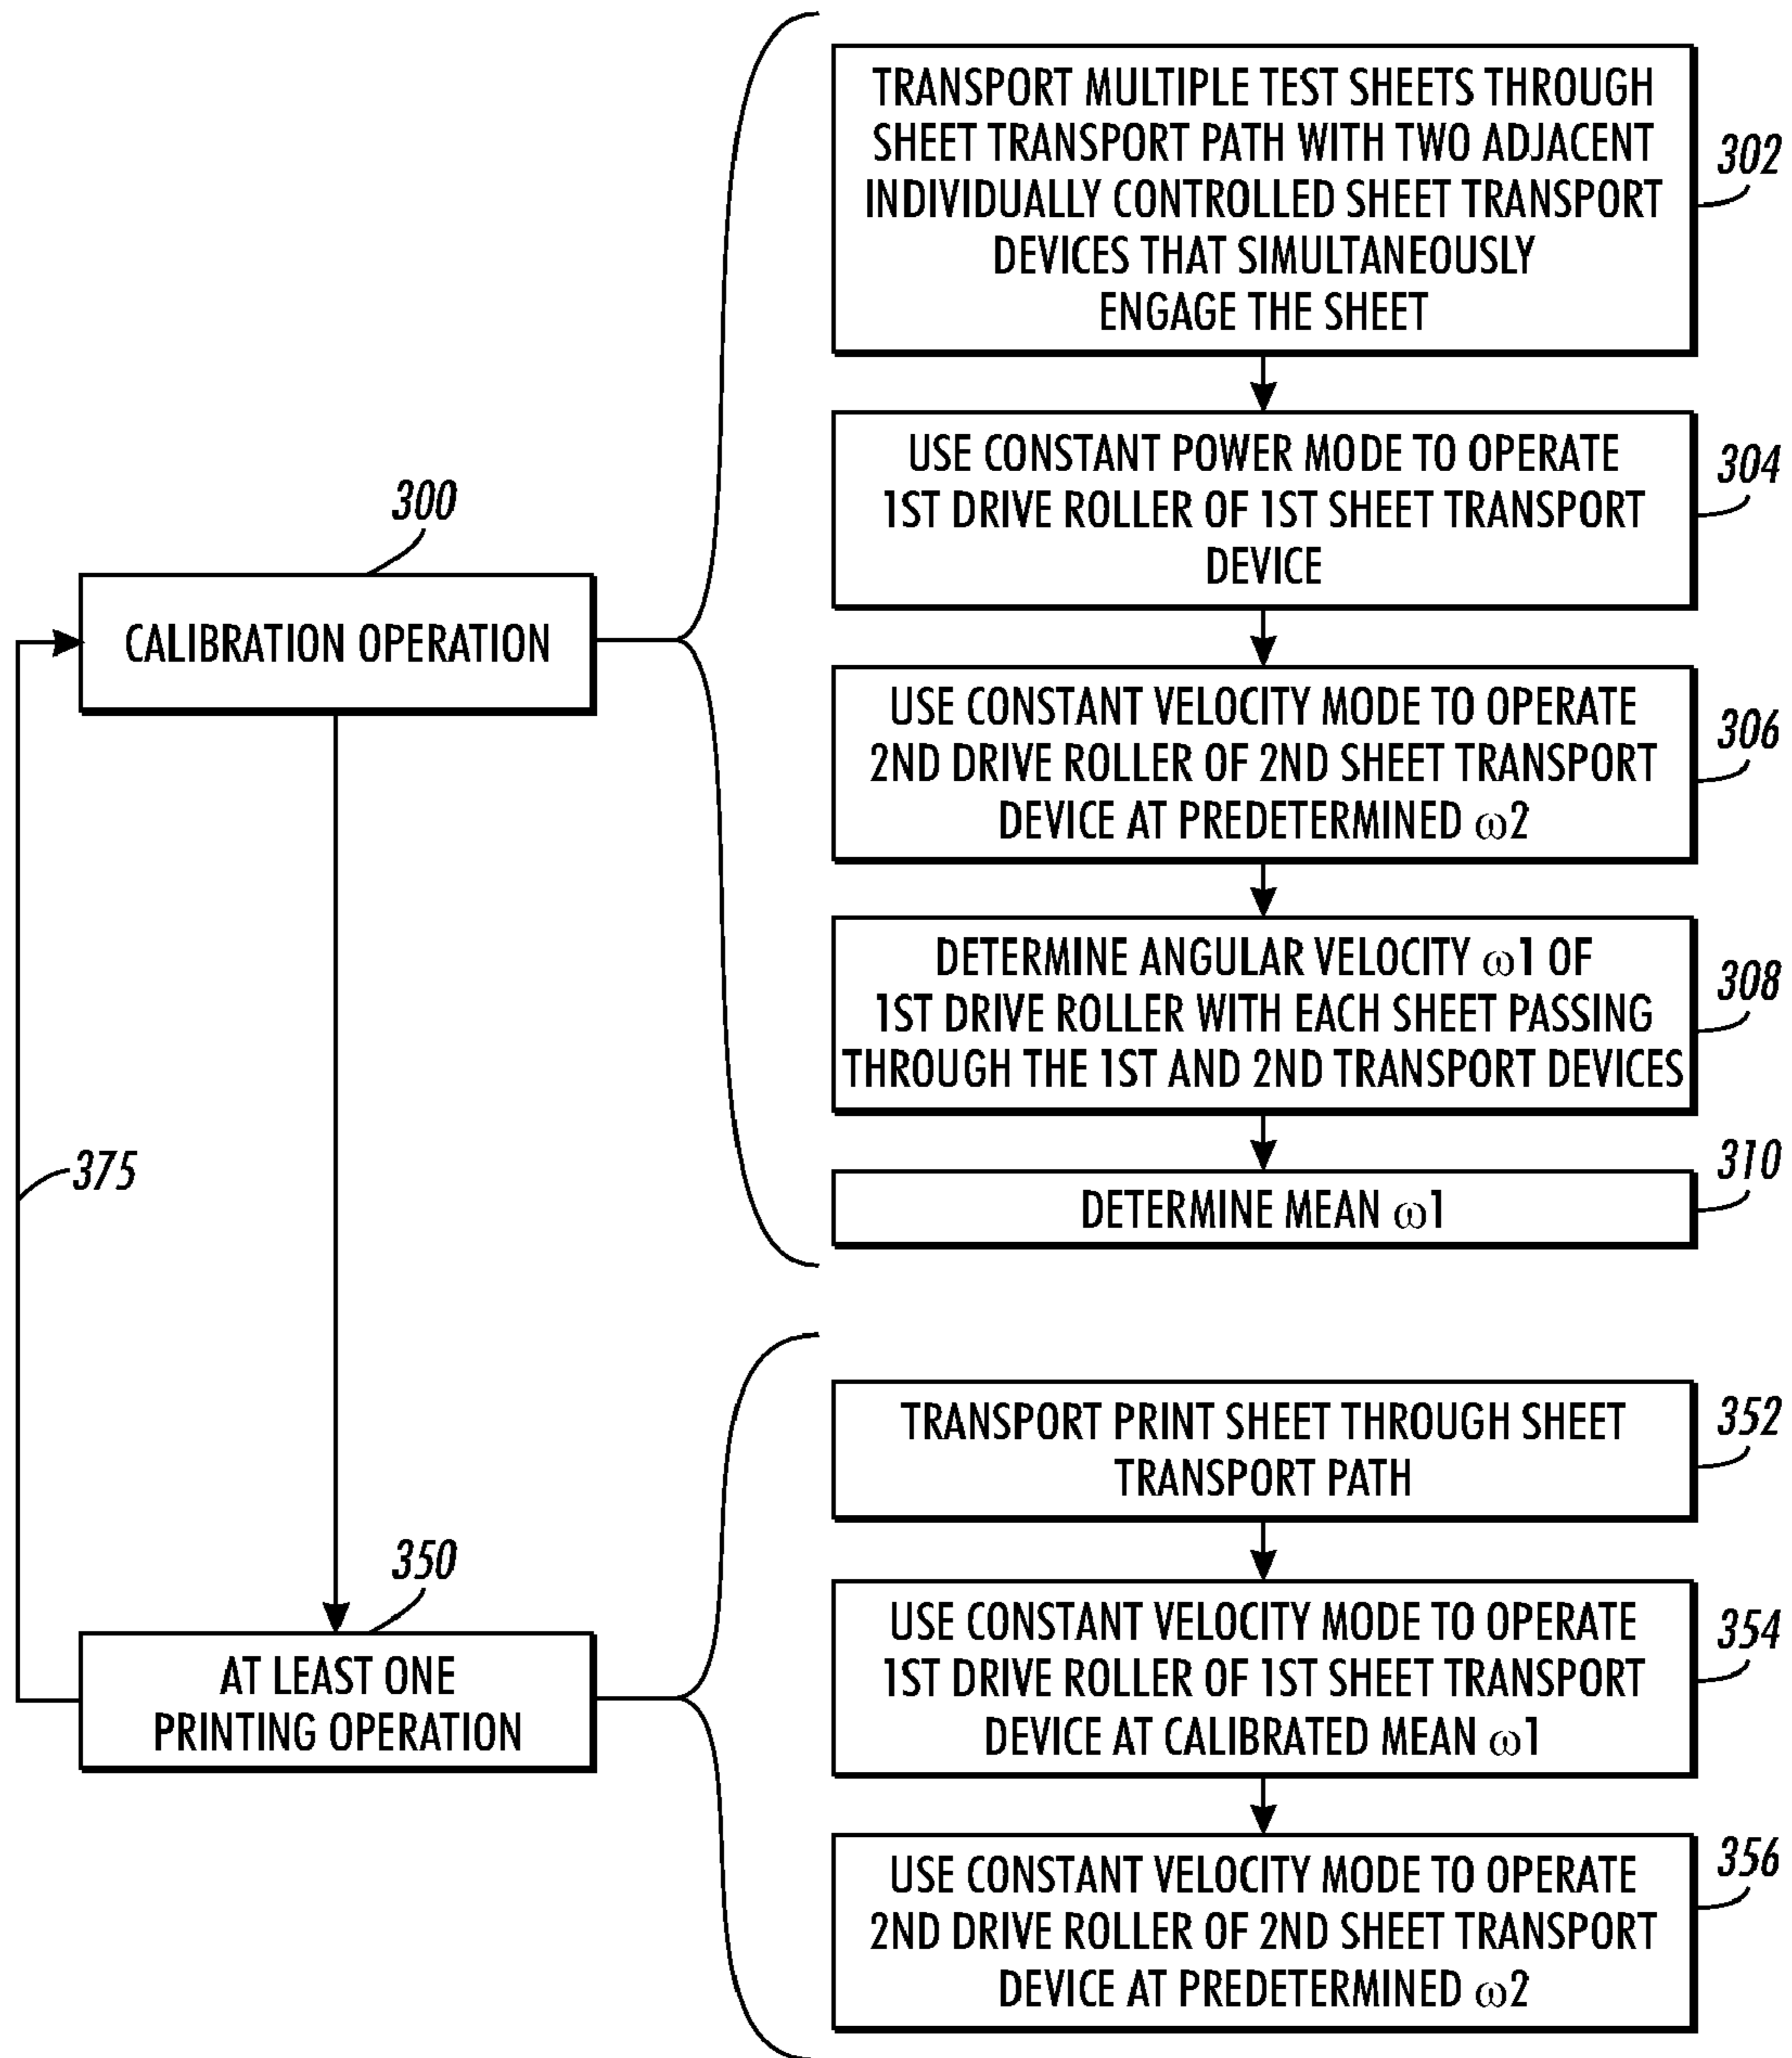 300
CALIBRATION OPERATION
TRANSPORT MULTIPLE TEST SHEETS THROUGH
SHEET TRANSPORT PATH WITH TWO ADJACENT
INDIVIDUALLY CONTROLLED SHEET TRANSPORT
DEVICES THAT SIMULTANEOUSLY
ENGAGE THE SHEET
302
USE CONSTANT POWER MODE TO OPERATE
1ST DRIVE ROLLER OF 1ST SHEET TRANSPORT
DEVICE
304
USE CONSTANT VELOCITY MODE TO OPERATE
2ND DRIVE ROLLER OF 2ND SHEET TRANSPORT
DEVICE AT PREDETERMINED ω2
306
DETERMINE ANGULAR VELOCITY ω1 OF
1ST DRIVE ROLLER WITH EACH SHEET PASSING
THROUGH THE 1ST AND 2ND TRANSPORT DEVICES
308
DETERMINE MEAN ω1
310
375
350
AT LEAST ONE
PRINTING OPERATION
TRANSPORT PRINT SHEET THROUGH SHEET
TRANSPORT PATH
352
USE CONSTANT VELOCITY MODE TO OPERATE
1ST DRIVE ROLLER OF 1ST SHEET TRANSPORT
DEVICE AT CALIBRATED MEAN ω1
354
USE CONSTANT VELOCITY MODE TO OPERATE
2ND DRIVE ROLLER OF 2ND SHEET TRANSPORT
DEVICE AT PREDETERMINED ω2
356